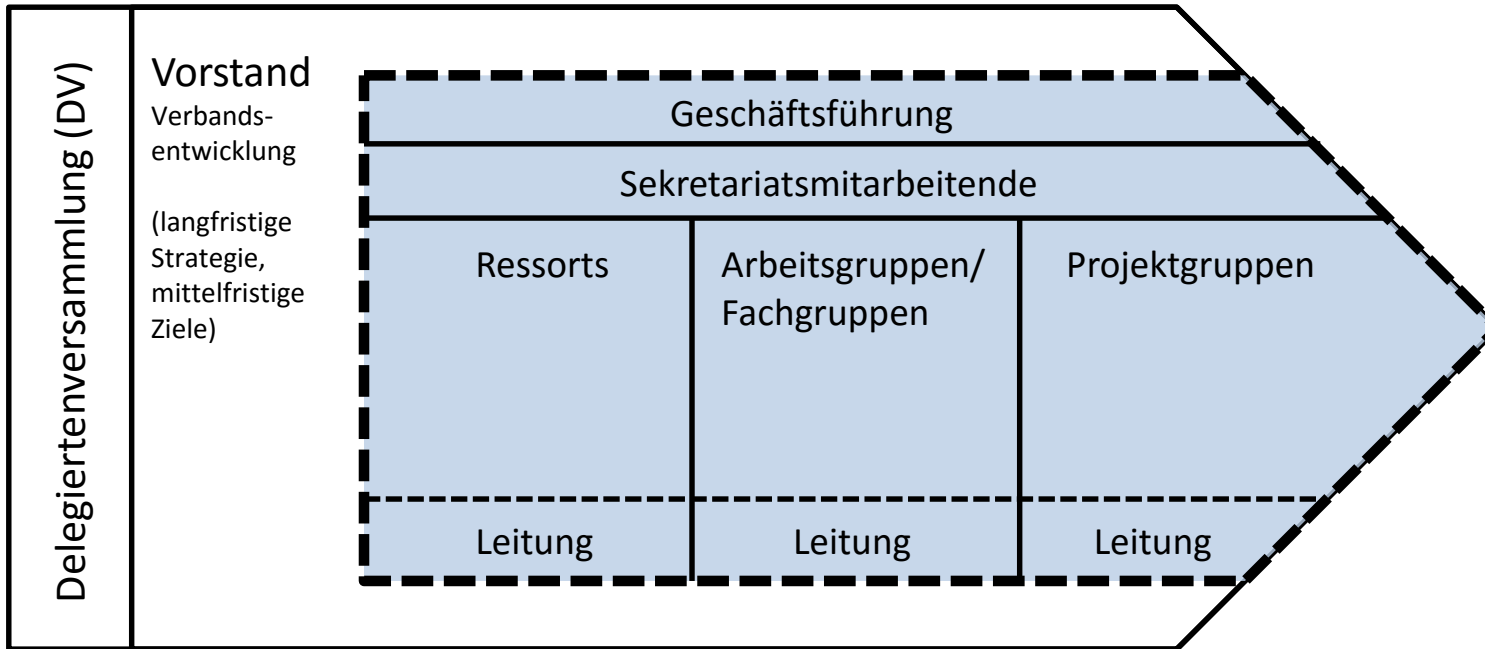 Delegiertenversammlung (DV)
Vorstand
Verbands-
entwicklung
(langfristige
Strategie,
mittelfristige
Ziele)
Geschäftsführung
Sekretariatsmitarbeitende
Ressorts
Arbeitsgruppen/
Fachgruppen
Projektgruppen
Leitung
Leitung
Leitung